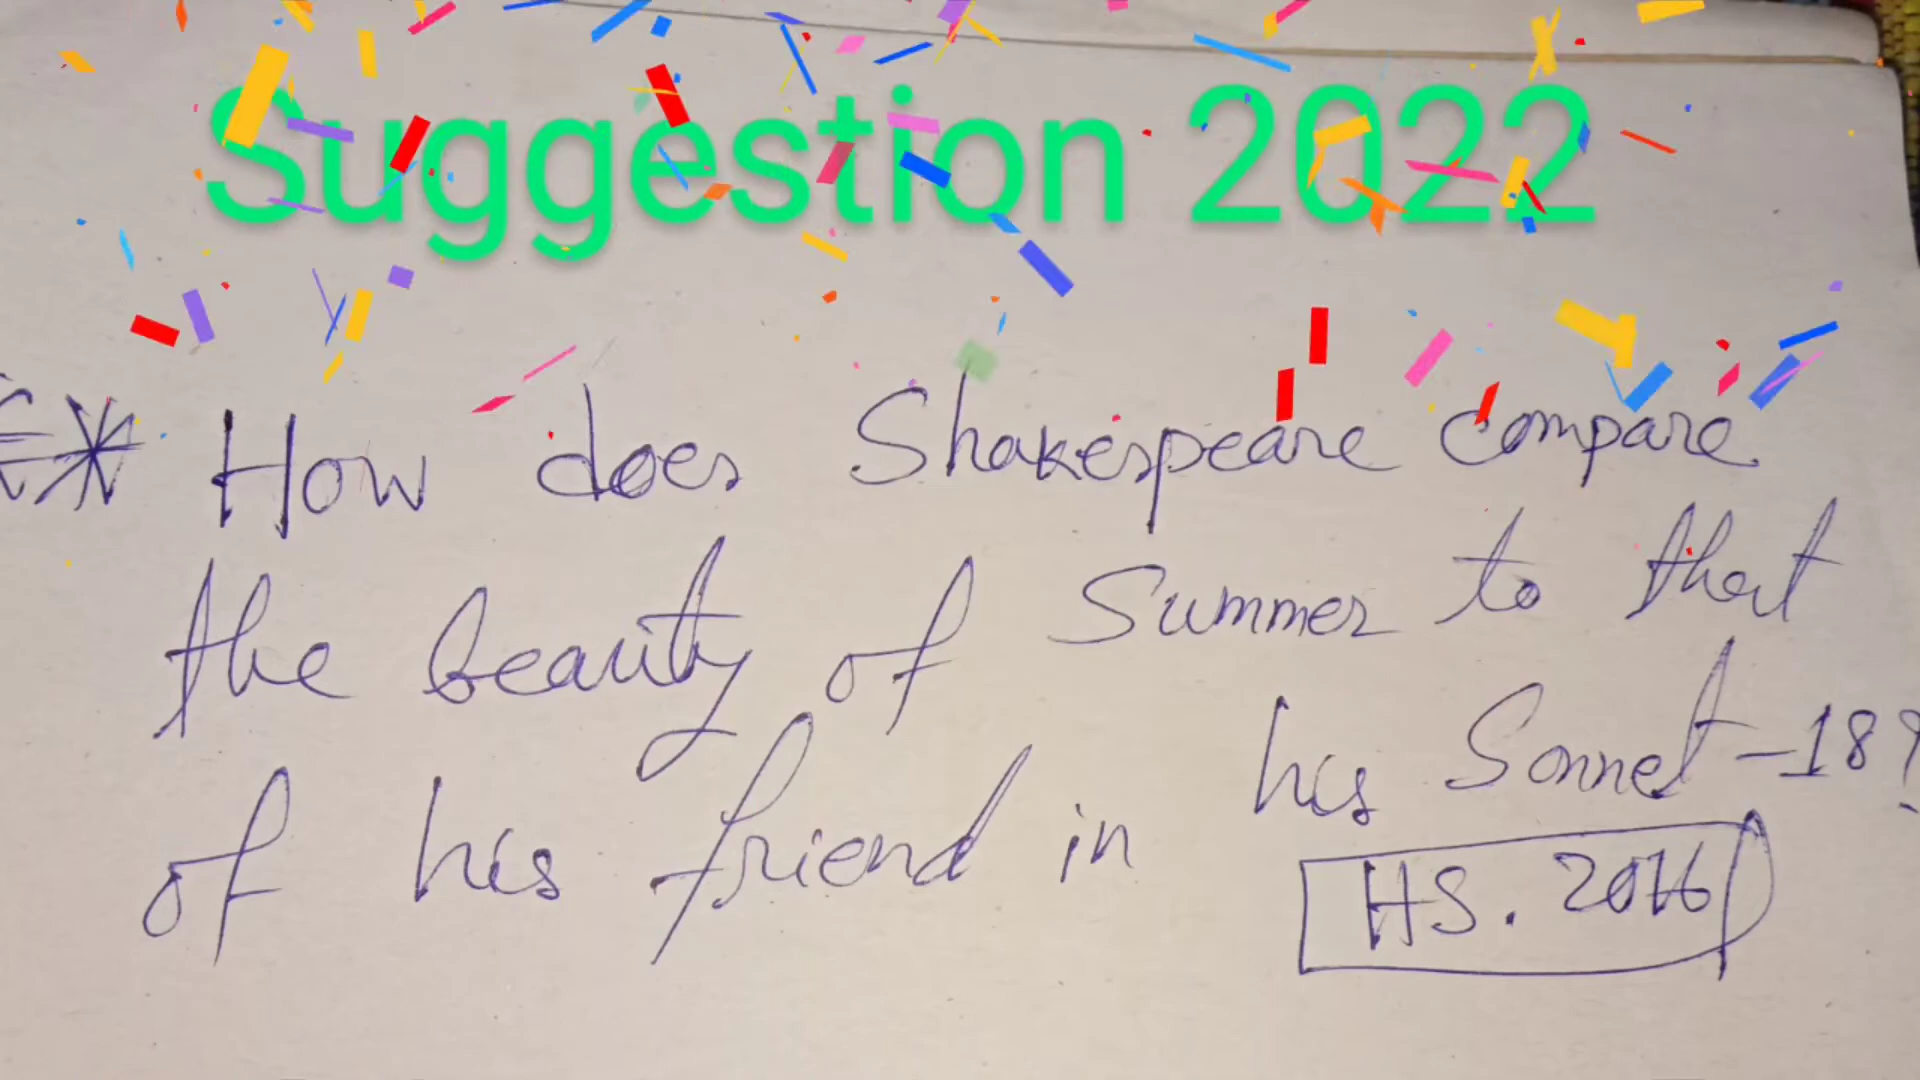 Suggestion 2022
* How does Shakespeare compare
the beauty of Summer to that
of his friend in his Sonnet-18?
HS. 2016